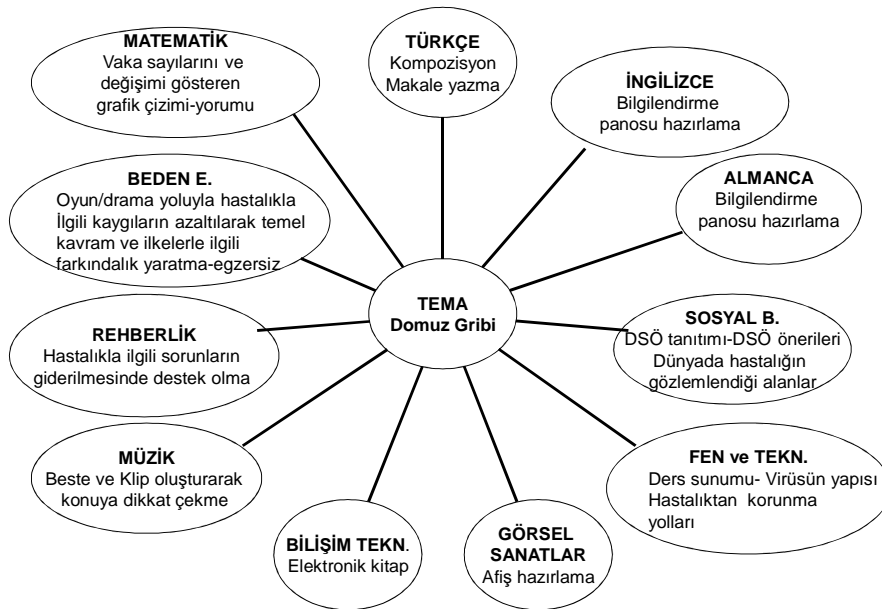 MATEMATİK
Vaka sayılarını ve
değişimi gösteren
grafik çizimi-yorumu
TÜRKÇE
Kompozisyon
Makale yazma
İNGİLİZCE
Bilgilendirme
panosu hazırlama
BEDEN E.
Oyun/drama yoluyla hastalıkla
İlgili kaygıların azaltılarak temel
kavram ve ilkelerle ilgili
farkındalık yaratma-egzersiz
ALMANCA
Bilgilendirme
panosu hazırlama
TEMA
Domuz Gribi
REHBERLİK
Hastalıkla ilgili sorunların
giderilmesinde destek olma
SOSYAL B.
DSÖ tanıtımı-DSÖ önerileri
Dünyada hastalığın
gözlemlendiği alanlar
MÜZİK
Beste ve Klip oluşturarak
konuya dikkat çekme
FEN ve TEKN.
Ders sunumu- Virüsün yapısı
Hastalıktan korunma
yolları
BİLİŞİM TEKN.
Elektronik kitap
GÖRSEL
SANATLAR
Afiş hazırlama